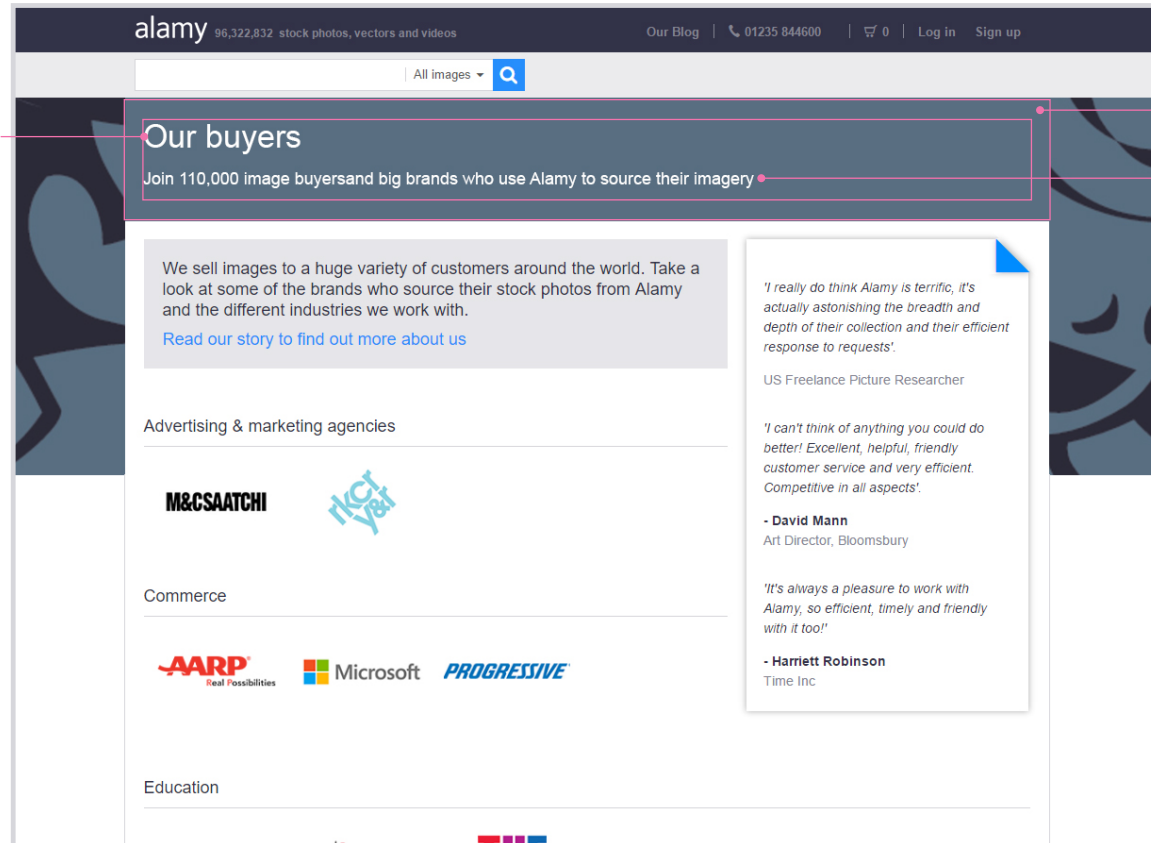 alamy 96,322,832 stock photos, vectors and videos
Our Blog 01235 844600 0 Log in Sign up
All images
Our buyers
Join 110,000 image buyersand big brands who use Alamy to source their imagery
We sell images to a huge variety of customers around the world. Take a
look at some of the brands who source their stock photos from Alamy
and the different industries we work with.
Read our story to find out more about us
Advertising & marketing agencies
M&CSAATCHI
rkcr
y&r
Commerce
AARP
Real Possibilities
Microsoft
PROGRESSIVE
Education
'I really do think Alamy is terrific, it's
actually astonishing the breadth and
depth of their collection and their efficient
response to requests'.
US Freelance Picture Researcher
'I can't think of anything you could do
better! Excellent, helpful, friendly
customer service and very efficient.
Competitive in all aspects'.
- David Mann
Art Director, Bloomsbury
'It's always a pleasure to work with
Alamy, so efficient, timely and friendly
with it too!'
- Harriett Robinson
Time Inc